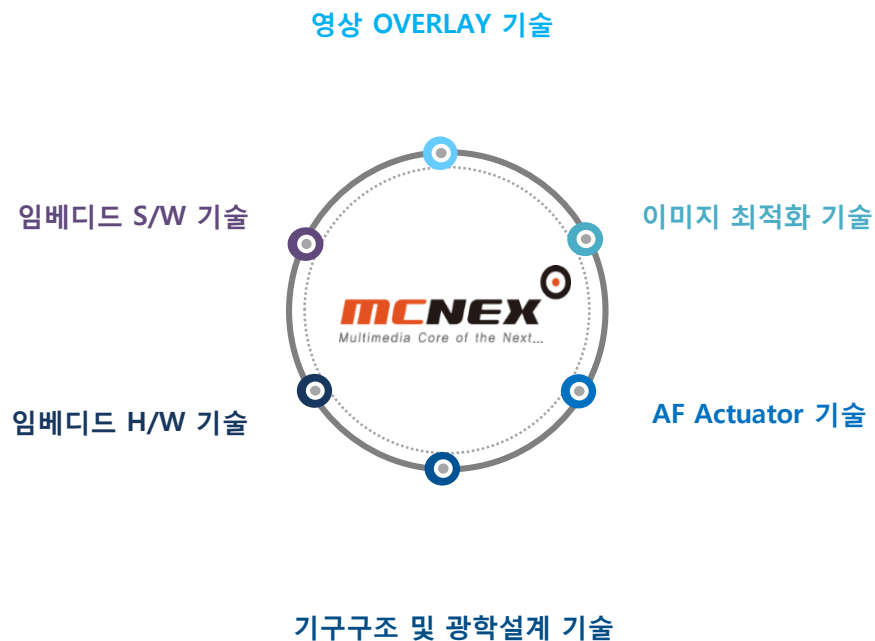 영상 OVERLAY 기술
임베디드 S/W 기술
이미지 최적화 기술
MCNEX
Multimedia Core of the Next...
임베디드 H/W 기술
AF Actuator 기술
기구구조 및 광학설계 기술